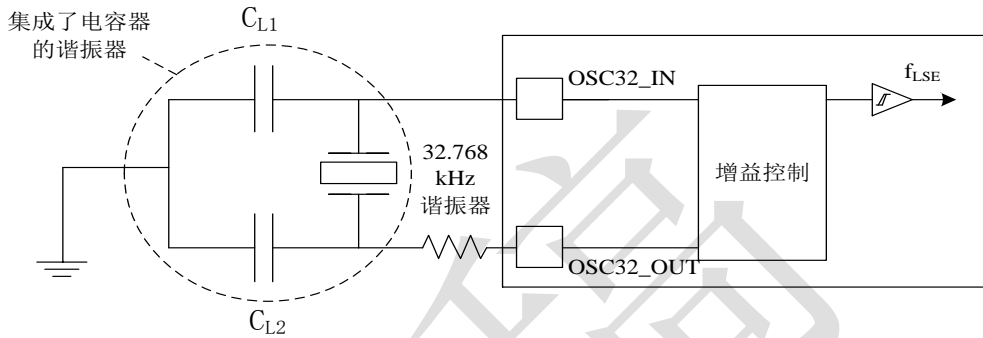 集成了电容器
的谐振器
CL1
OSC32_IN
fLSE
32.768
kHz
谐振器
增益控制
OSC32_OUT
CL2